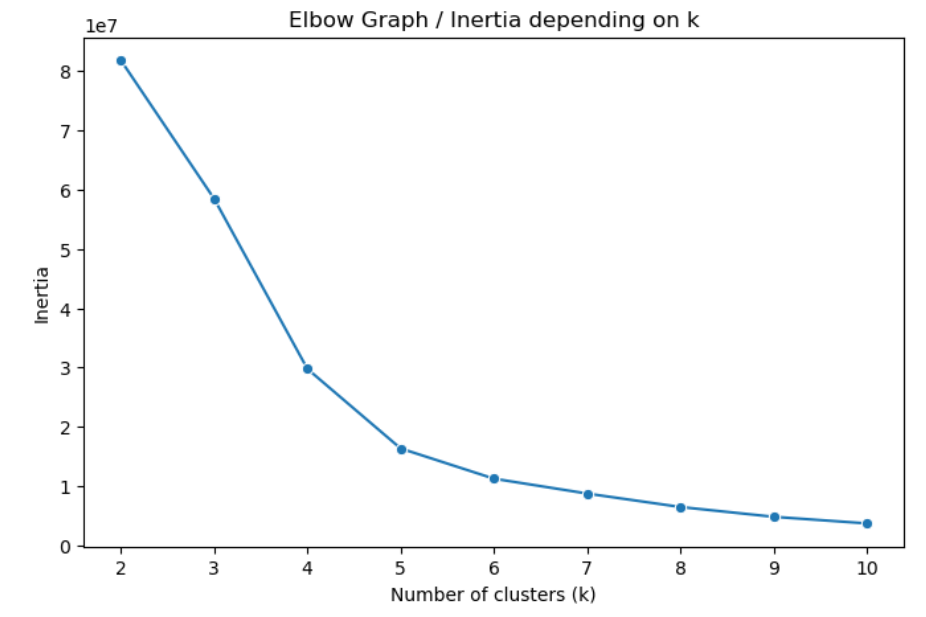 Elbow Graph / Inertia depending on k
1e7
8
7
6
5
4
3
2
1
0
Inertia
2 3 4 5 6 7 8 9 10
Number of clusters (k)